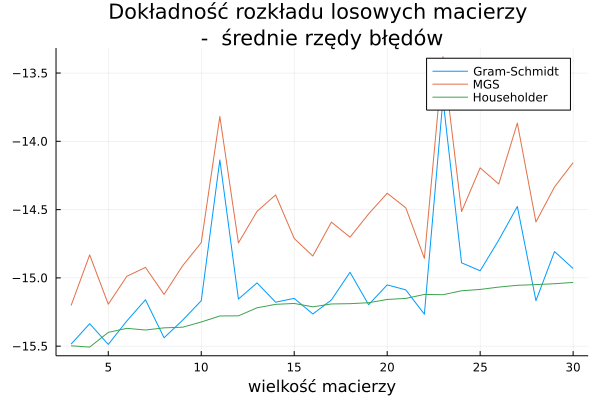 Dokładność rozkładu losowych macierzy
- średnie rzędy błędów
Gram-Schmidt
MGS
Householder
−13.5
−14.0
−14.5
−15.0
−15.5
5
10
15
20
25
30
wielkość macierzy